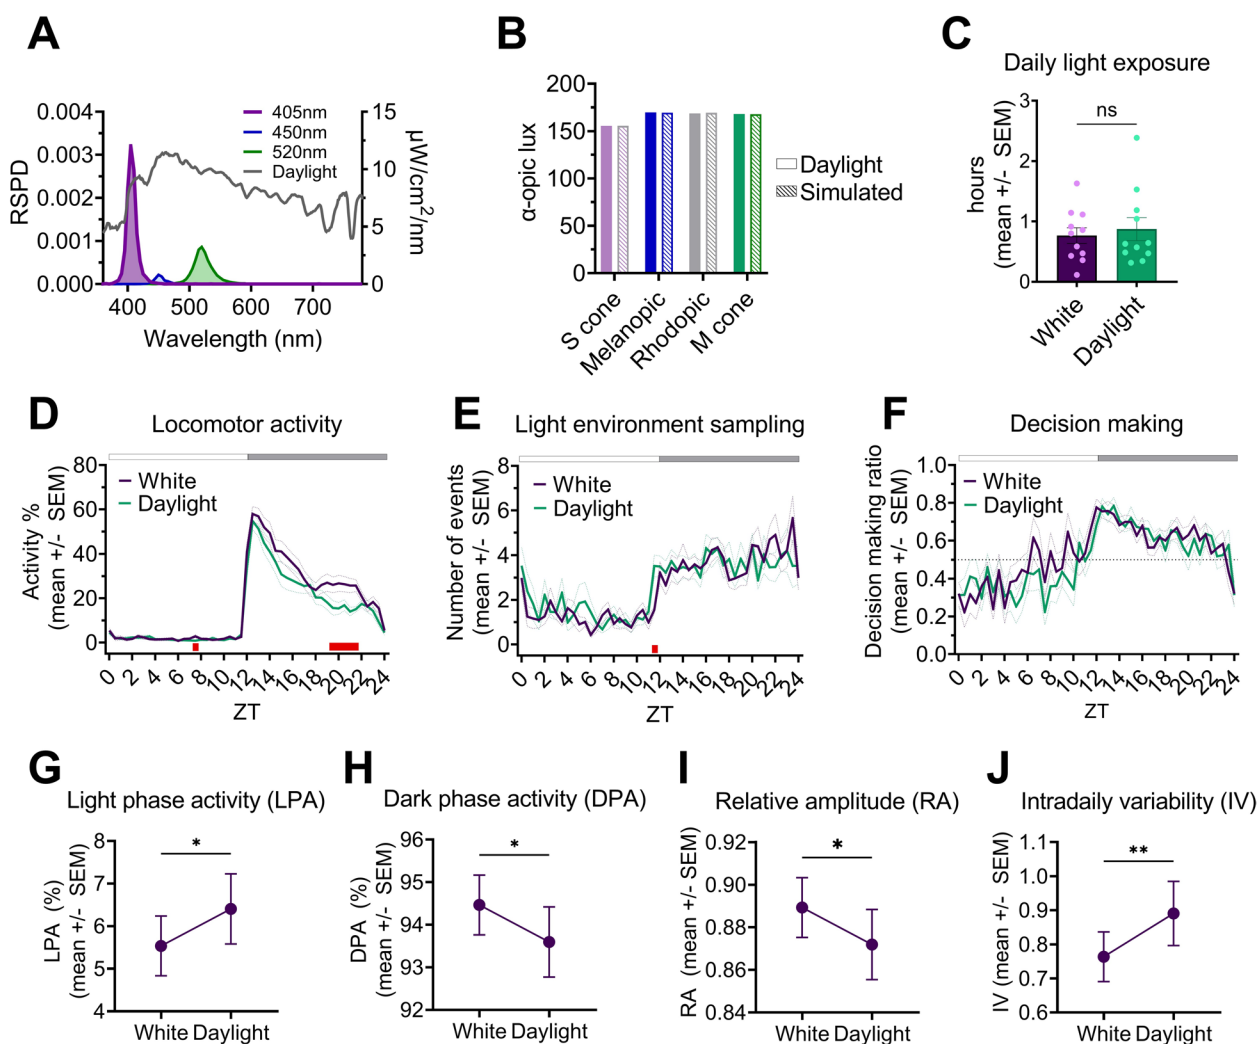 A
RSPD
0.004
0.003
0.002
0.001
0.000
405nm
450nm
520nm
Daylight
15
10
5
0
µW/cm²/nm
400 500 600 700
Wavelength (nm)
B
α-opic lux
200
150
100
50
0
S cone
Melanopic
Rhodopic
M cone
Daylight
Simulated
C
Daily light exposure
hours
(mean +/- SEM)
3
2
1
0
ns
White
Daylight
D
Locomotor activity
Activity %
(mean +/- SEM)
80
60
40
20
0
White
Daylight
0 2 4 6 8 10 12 14 16 18 20 22 24
ZT
E
Light environment sampling
Number of events
(mean +/- SEM)
8
6
4
2
0
White
Daylight
0 2 4 6 8 10 12 14 16 18 20 22 24
ZT
F
Decision making
Decision making ratio
(mean +/- SEM)
1.0
0.8
0.6
0.4
0.2
0.0
White
Daylight
0 2 4 6 8 10 12 14 16 18 20 22 24
ZT
G
Light phase activity (LPA)
LPA (%)
(mean +/- SEM)
8
7
6
5
4
*
White Daylight
H
Dark phase activity (DPA)
DPA (%)
(mean +/- SEM)
96
95
94
93
92
*
White Daylight
I
Relative amplitude (RA)
RA (mean +/- SEM)
0.92
0.90
0.88
0.86
0.84
*
White Daylight
J
Intradaily variability (IV)
IV (mean +/- SEM)
1.1
1.0
0.9
0.8
0.7
0.6
**
White Daylight